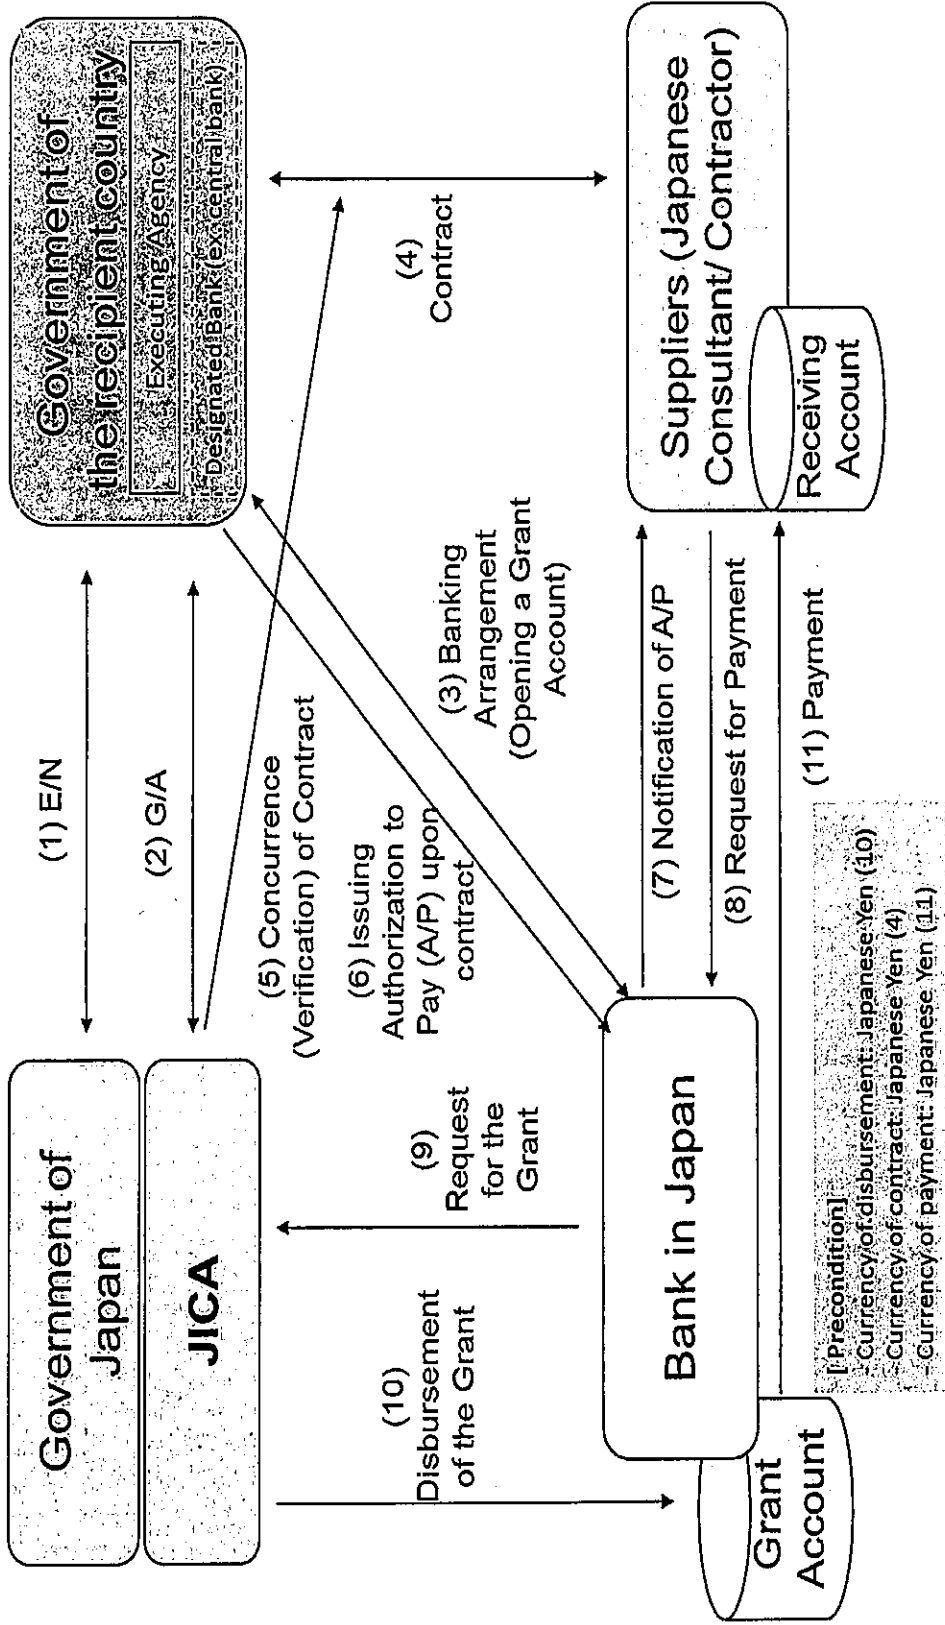 Government of
Japan
JICA
Government of
the recipient country
Executing Agency
Designated Bank (ex. central bank)
(1) E/N
(2) G/A
(5) Concurrence
(Verification) of Contract
(6) Issuing
Authorization to
Pay (A/P) upon
contract
(4)
Contract
(3) Banking
Arrangement
(Opening a Grant
Account)
(9)
Request
for the
Grant
(10)
Disbursement
of the Grant
Bank in Japan
Grant
Account
(7) Notification of A/P
(8) Request for Payment
(11) Payment
Suppliers (Japanese
Consultant/ Contractor)
Receiving
Account
[Precondition]
-Currency of disbursement: Japanese Yen (10)
-Currency of contract: Japanese Yen (4)
-Currency of payment: Japanese Yen (11)